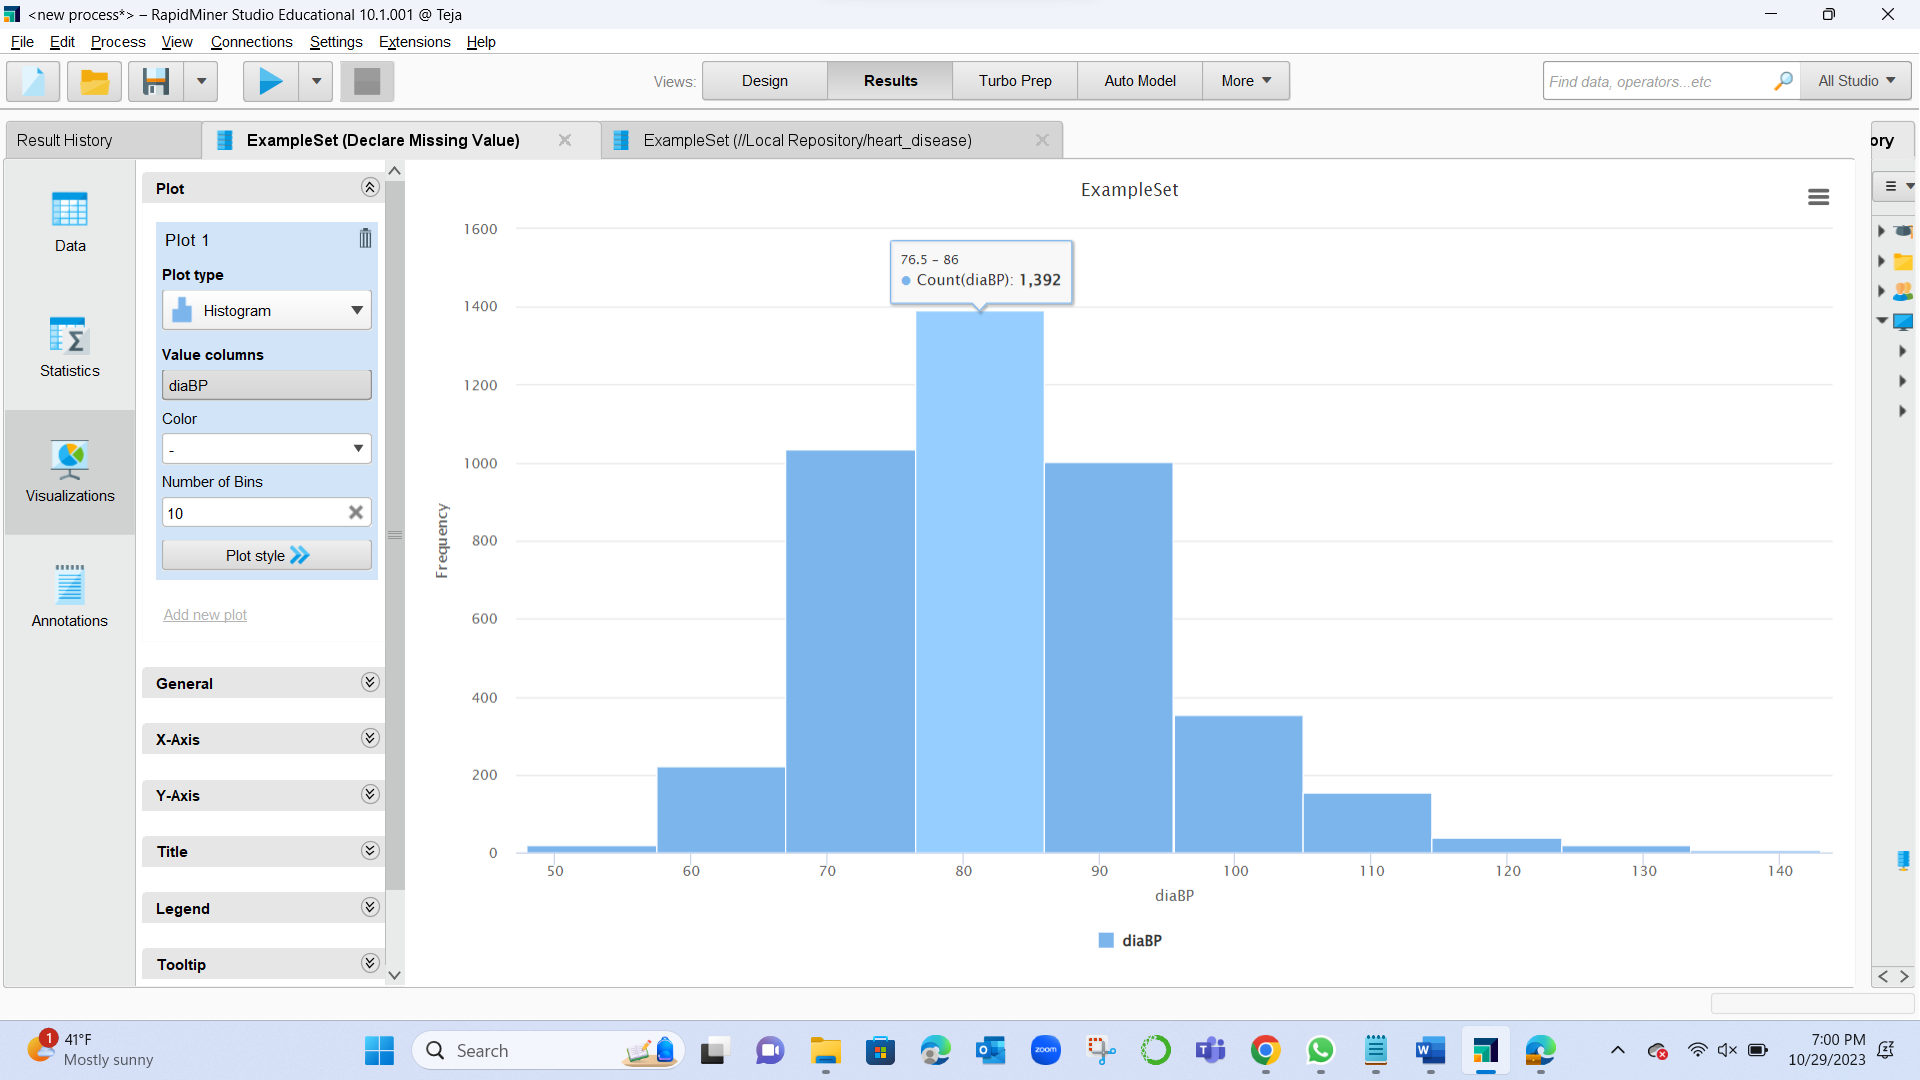 <new process*> – RapidMiner Studio Educational 10.1.001 @ Teja
File Edit Process View Connections Settings Extensions Help
Views: Design Results Turbo Prep Auto Model More
Find data, operators...etc
All Studio
Result History
ExampleSet (Declare Missing Value)
ExampleSet (//Local Repository/heart_disease)
ory
Data
Statistics
Visualizations
Annotations
Plot
Plot 1
Plot type
Histogram
Value columns
diaBP
Color
-
Number of Bins
10
Plot style
Add new plot
General
X-Axis
Y-Axis
Title
Legend
Tooltip
ExampleSet
76.5 – 86
Count(diaBP): 1,392
Frequency
1600
1400
1200
1000
800
600
400
200
0
50 60 70 80 90 100 110 120 130 140
diaBP
diaBP
1
41°F
Mostly sunny
Search
zoom
7:00 PM
10/29/2023